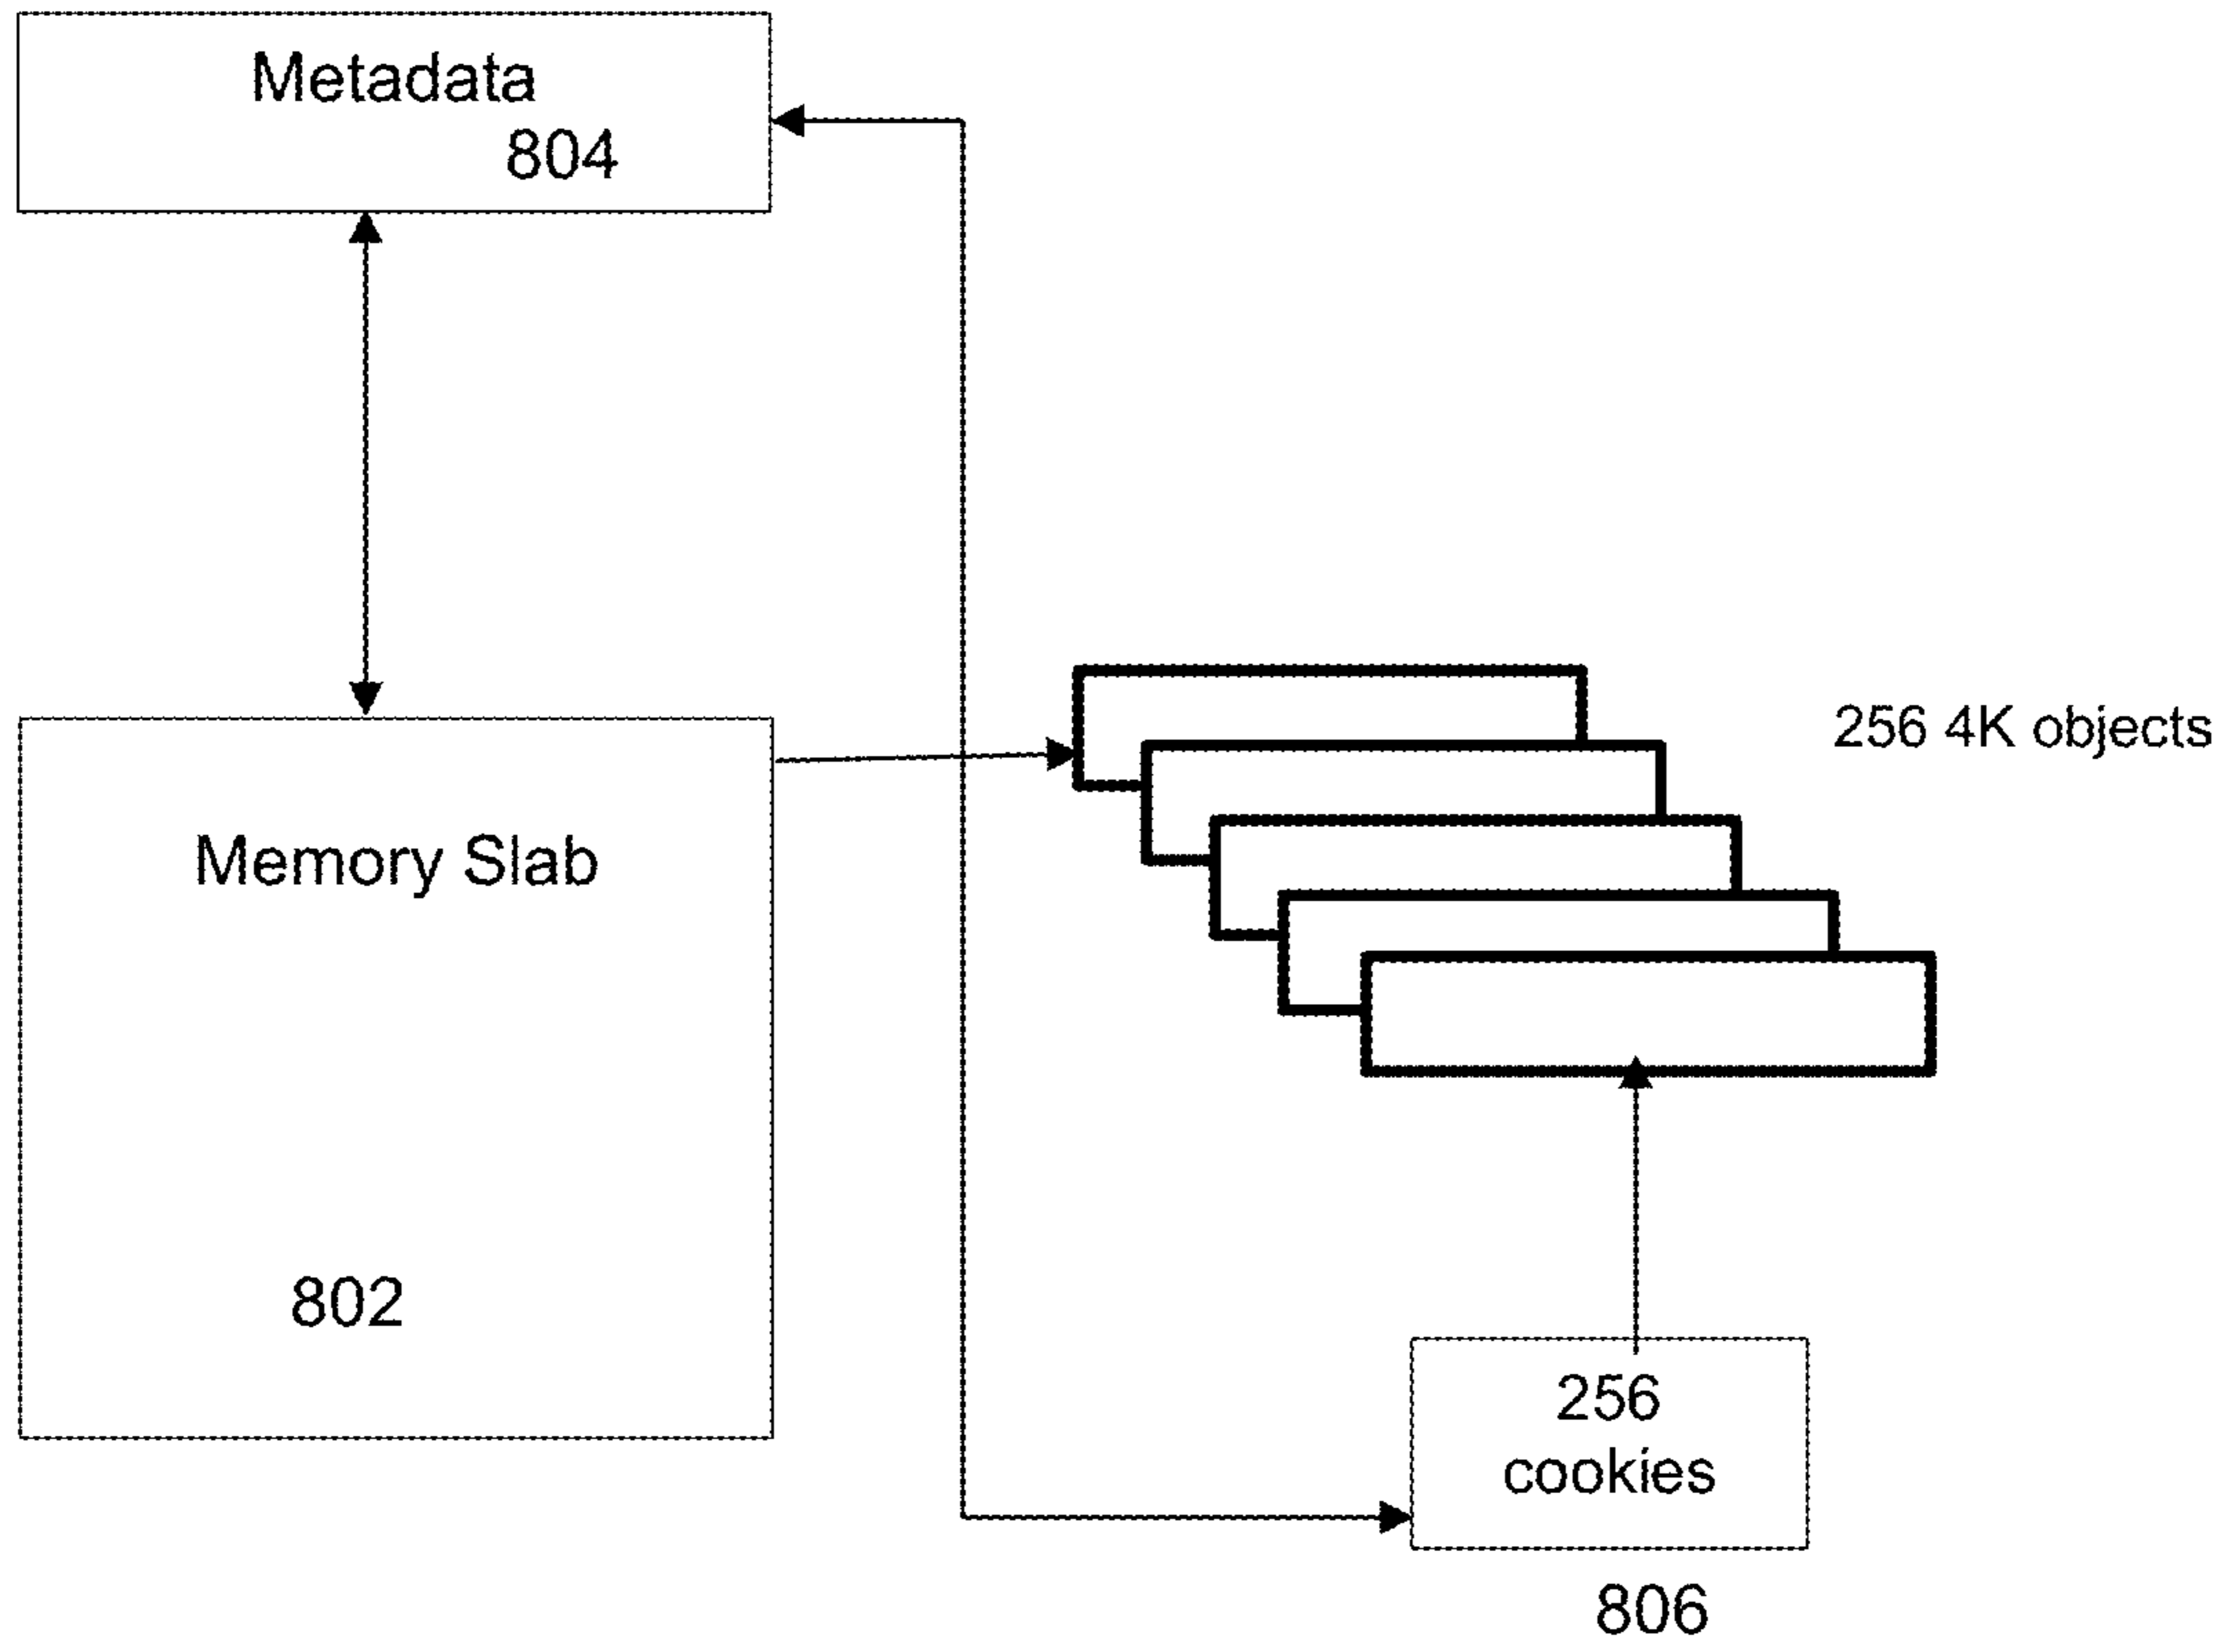 Metadata
804
256 4K objects
Memory Slab
802
256
cookies
806